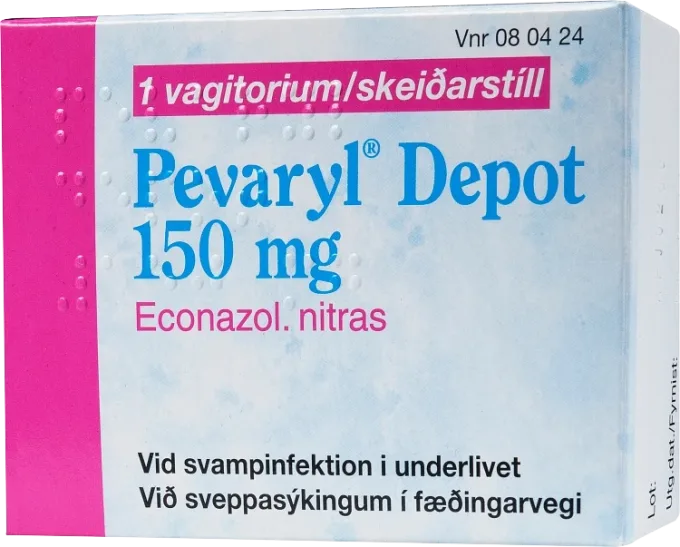 Vnr 08 04 24
1 vagitorium/skeiðarstíll
Pevaryl® Depot
150 mg
Econazol. nitras
Vid svampinfektion i underlivet
Við sveppasýkingum í fæðingarvegi
Lot:
Utg.dat./Fyrnist: